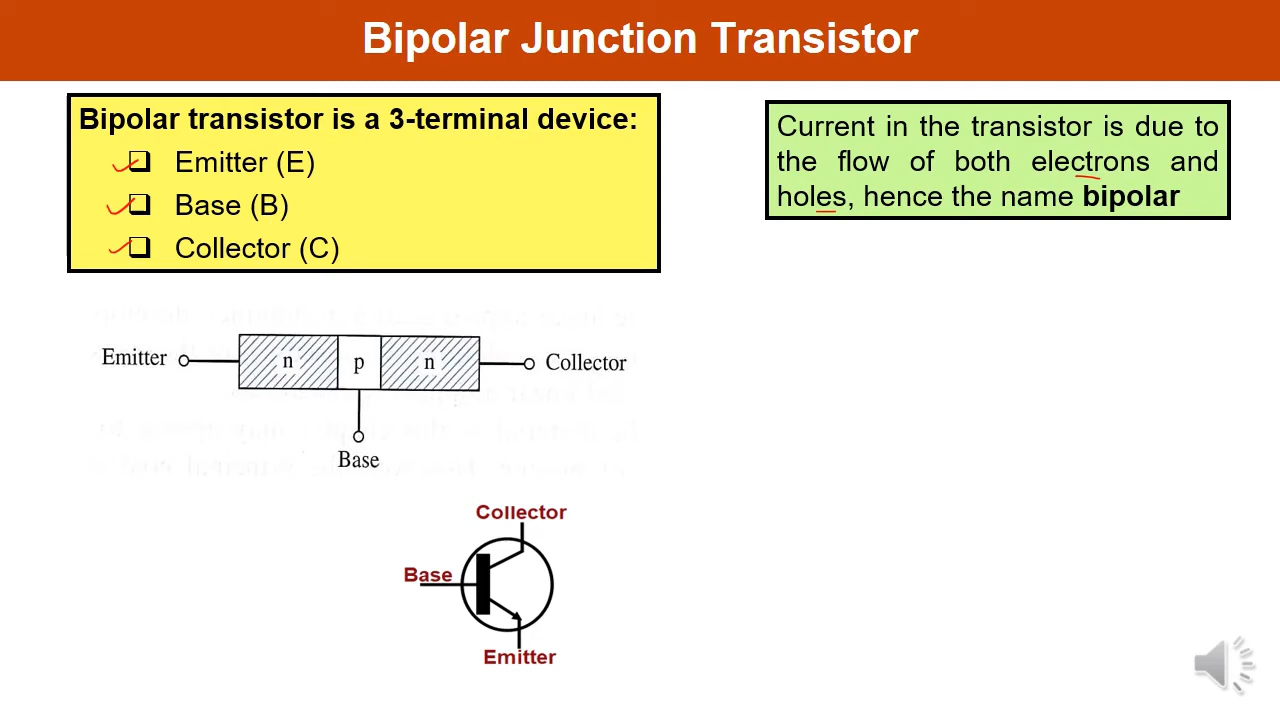 Bipolar Junction Transistor
Bipolar transistor is a 3-terminal device:
Emitter (E)
Base (B)
Collector (C)
Current in the transistor is due to
the flow of both electrons and
holes, hence the name bipolar
Emitter
n
p
n
Collector
Base
Collector
Base
Emitter